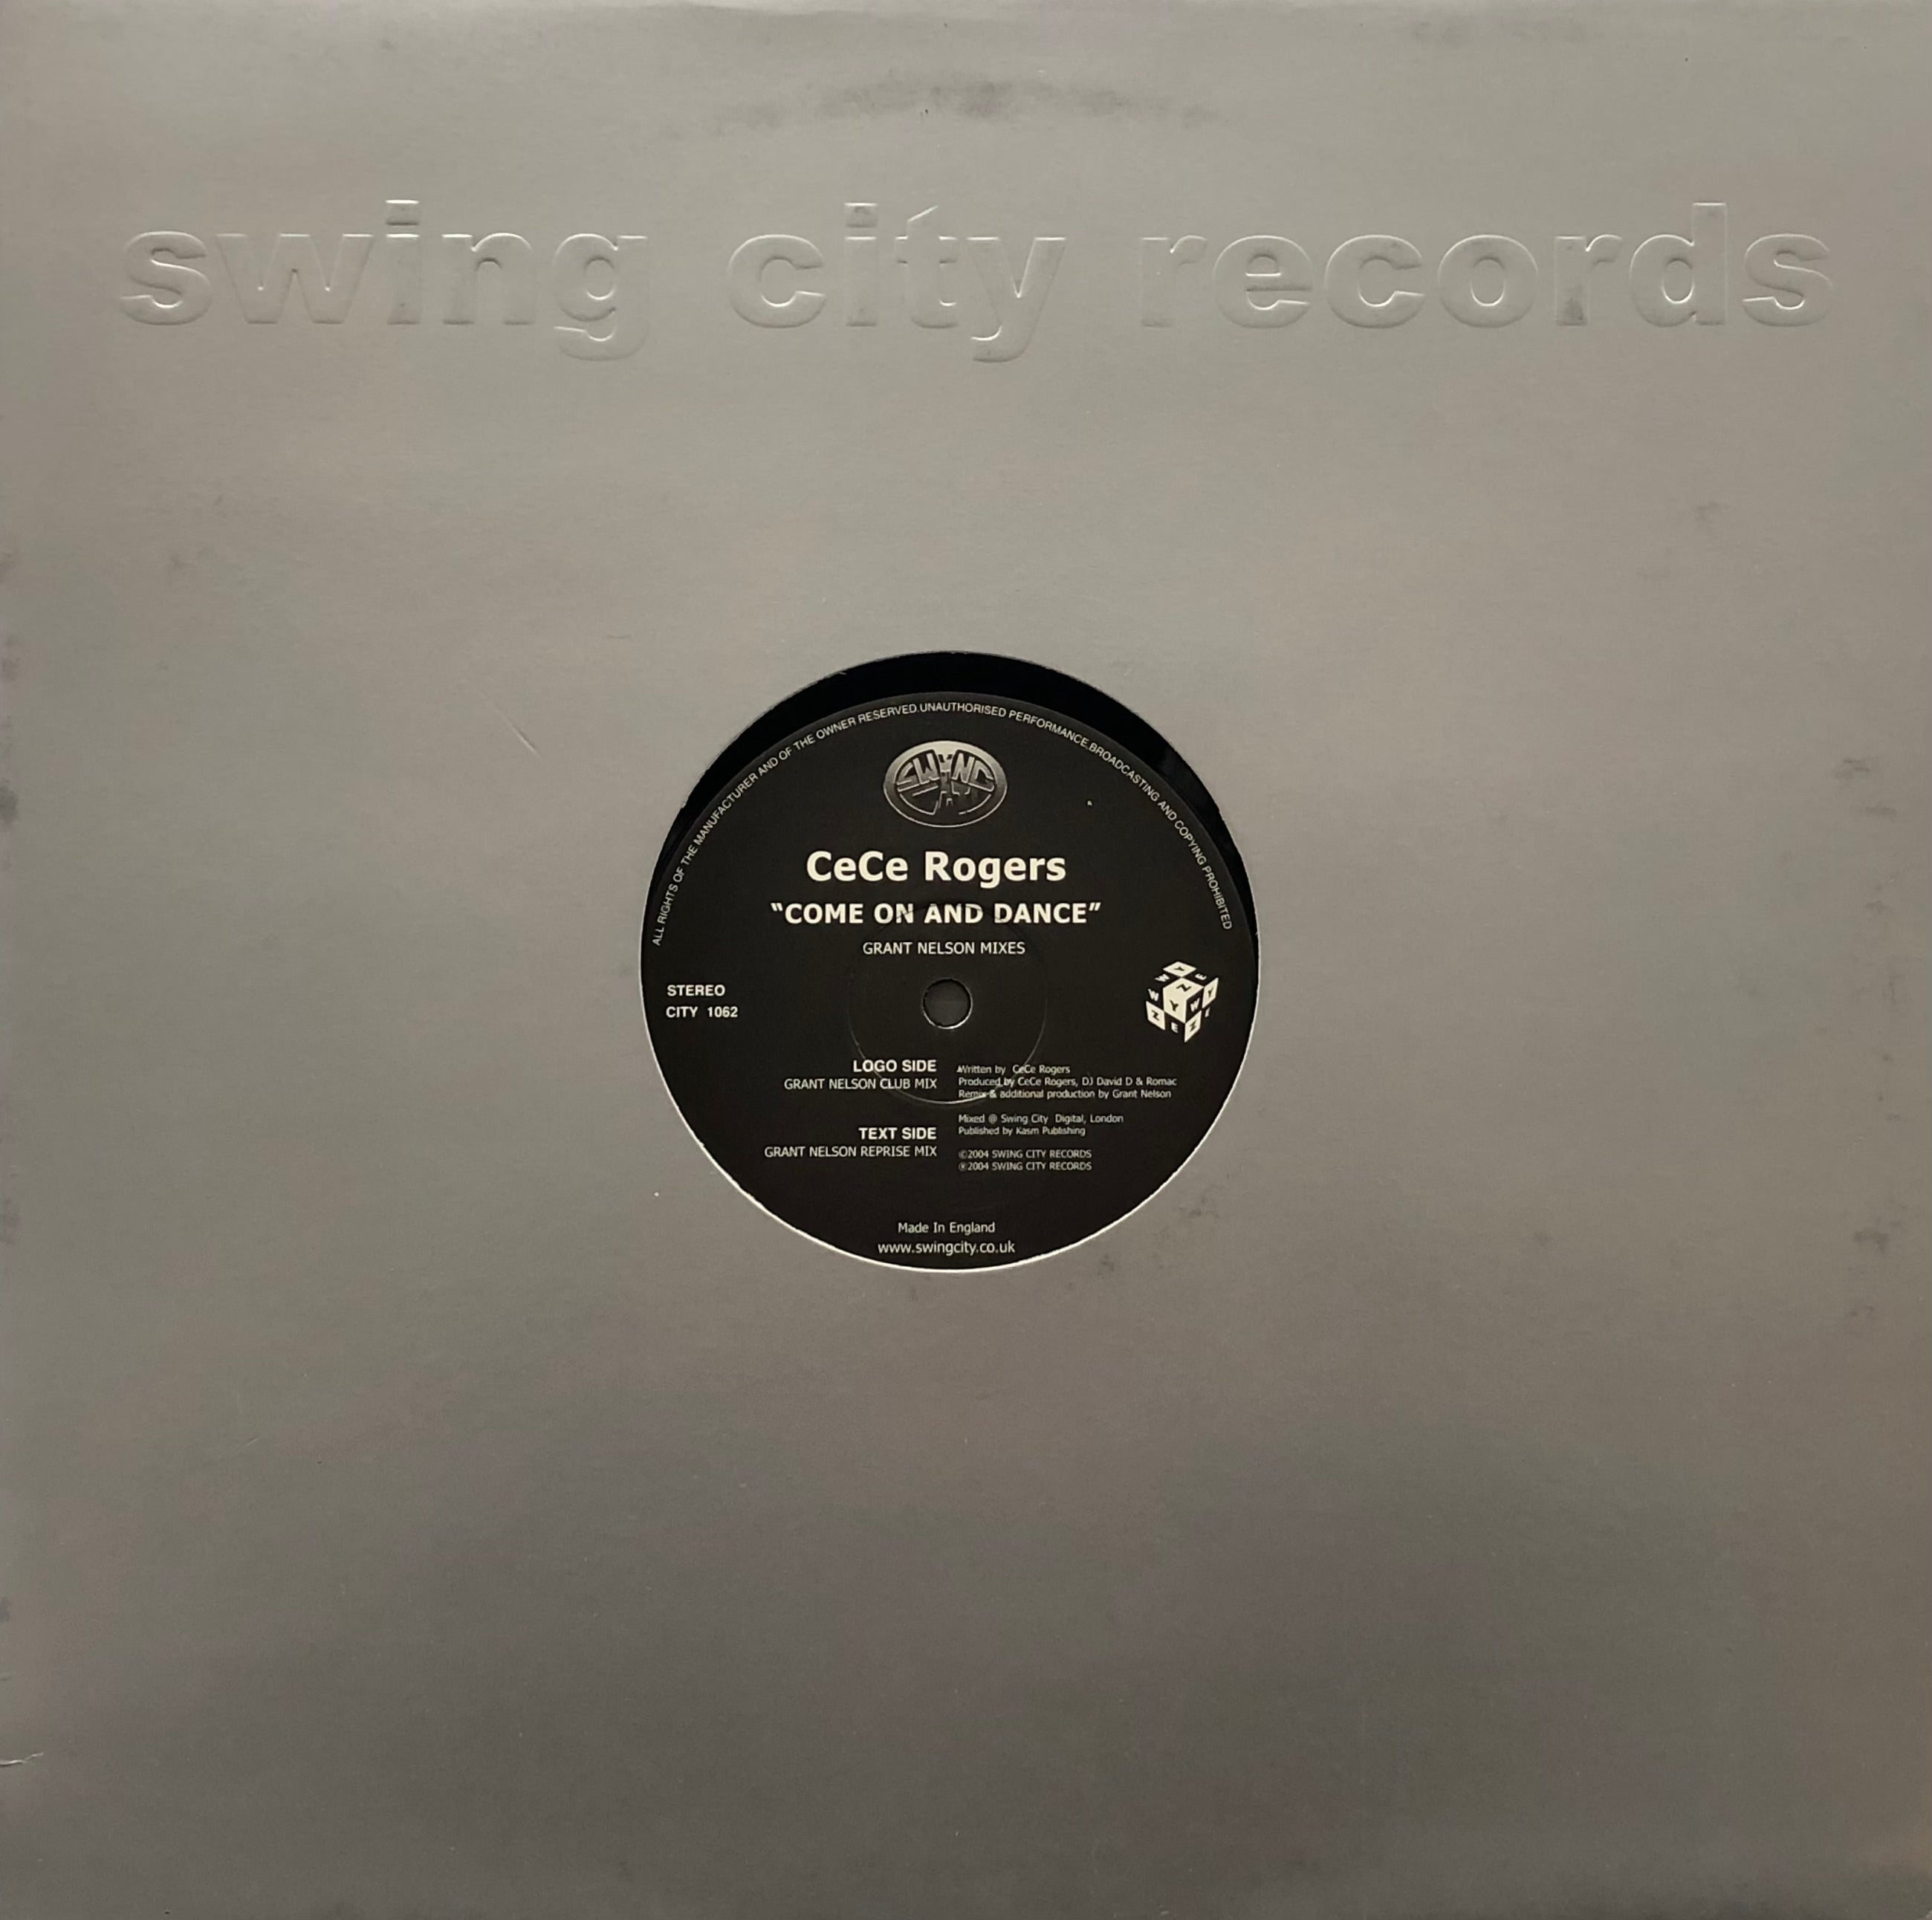 swing city records
ALL RIGHTS OF THE MANUFACTURER AND OF THE OWNER RESERVED.UNAUTHORISED PERFORMANCE,BROADCASTING AND COPYING PROHIBITED
SWING
CITY
CeCe Rogers
"COME ON AND DANCE"
GRANT NELSON MIXES
STEREO
CITY 1062
LOGO SIDE
GRANT NELSON CLUB MIX
TEXT SIDE
GRANT NELSON REPRISE MIX
Written by CeCe Rogers
Produced by CeCe Rogers, DJ David D & Romac
Remix & additional production by Grant Nelson
Mixed @ Swing City Digital, London
Published by Kasm Publishing
©2004 SWING CITY RECORDS
℗2004 SWING CITY RECORDS
Made In England
www.swingcity.co.uk